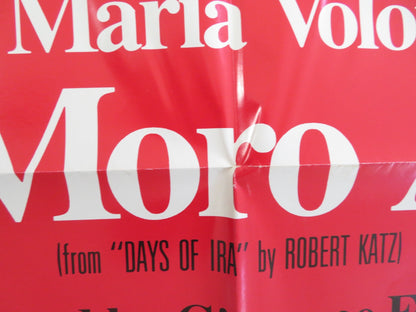 Maria Volo
Moro A
(from "DAYS OF IRA" by ROBERT KATZ)